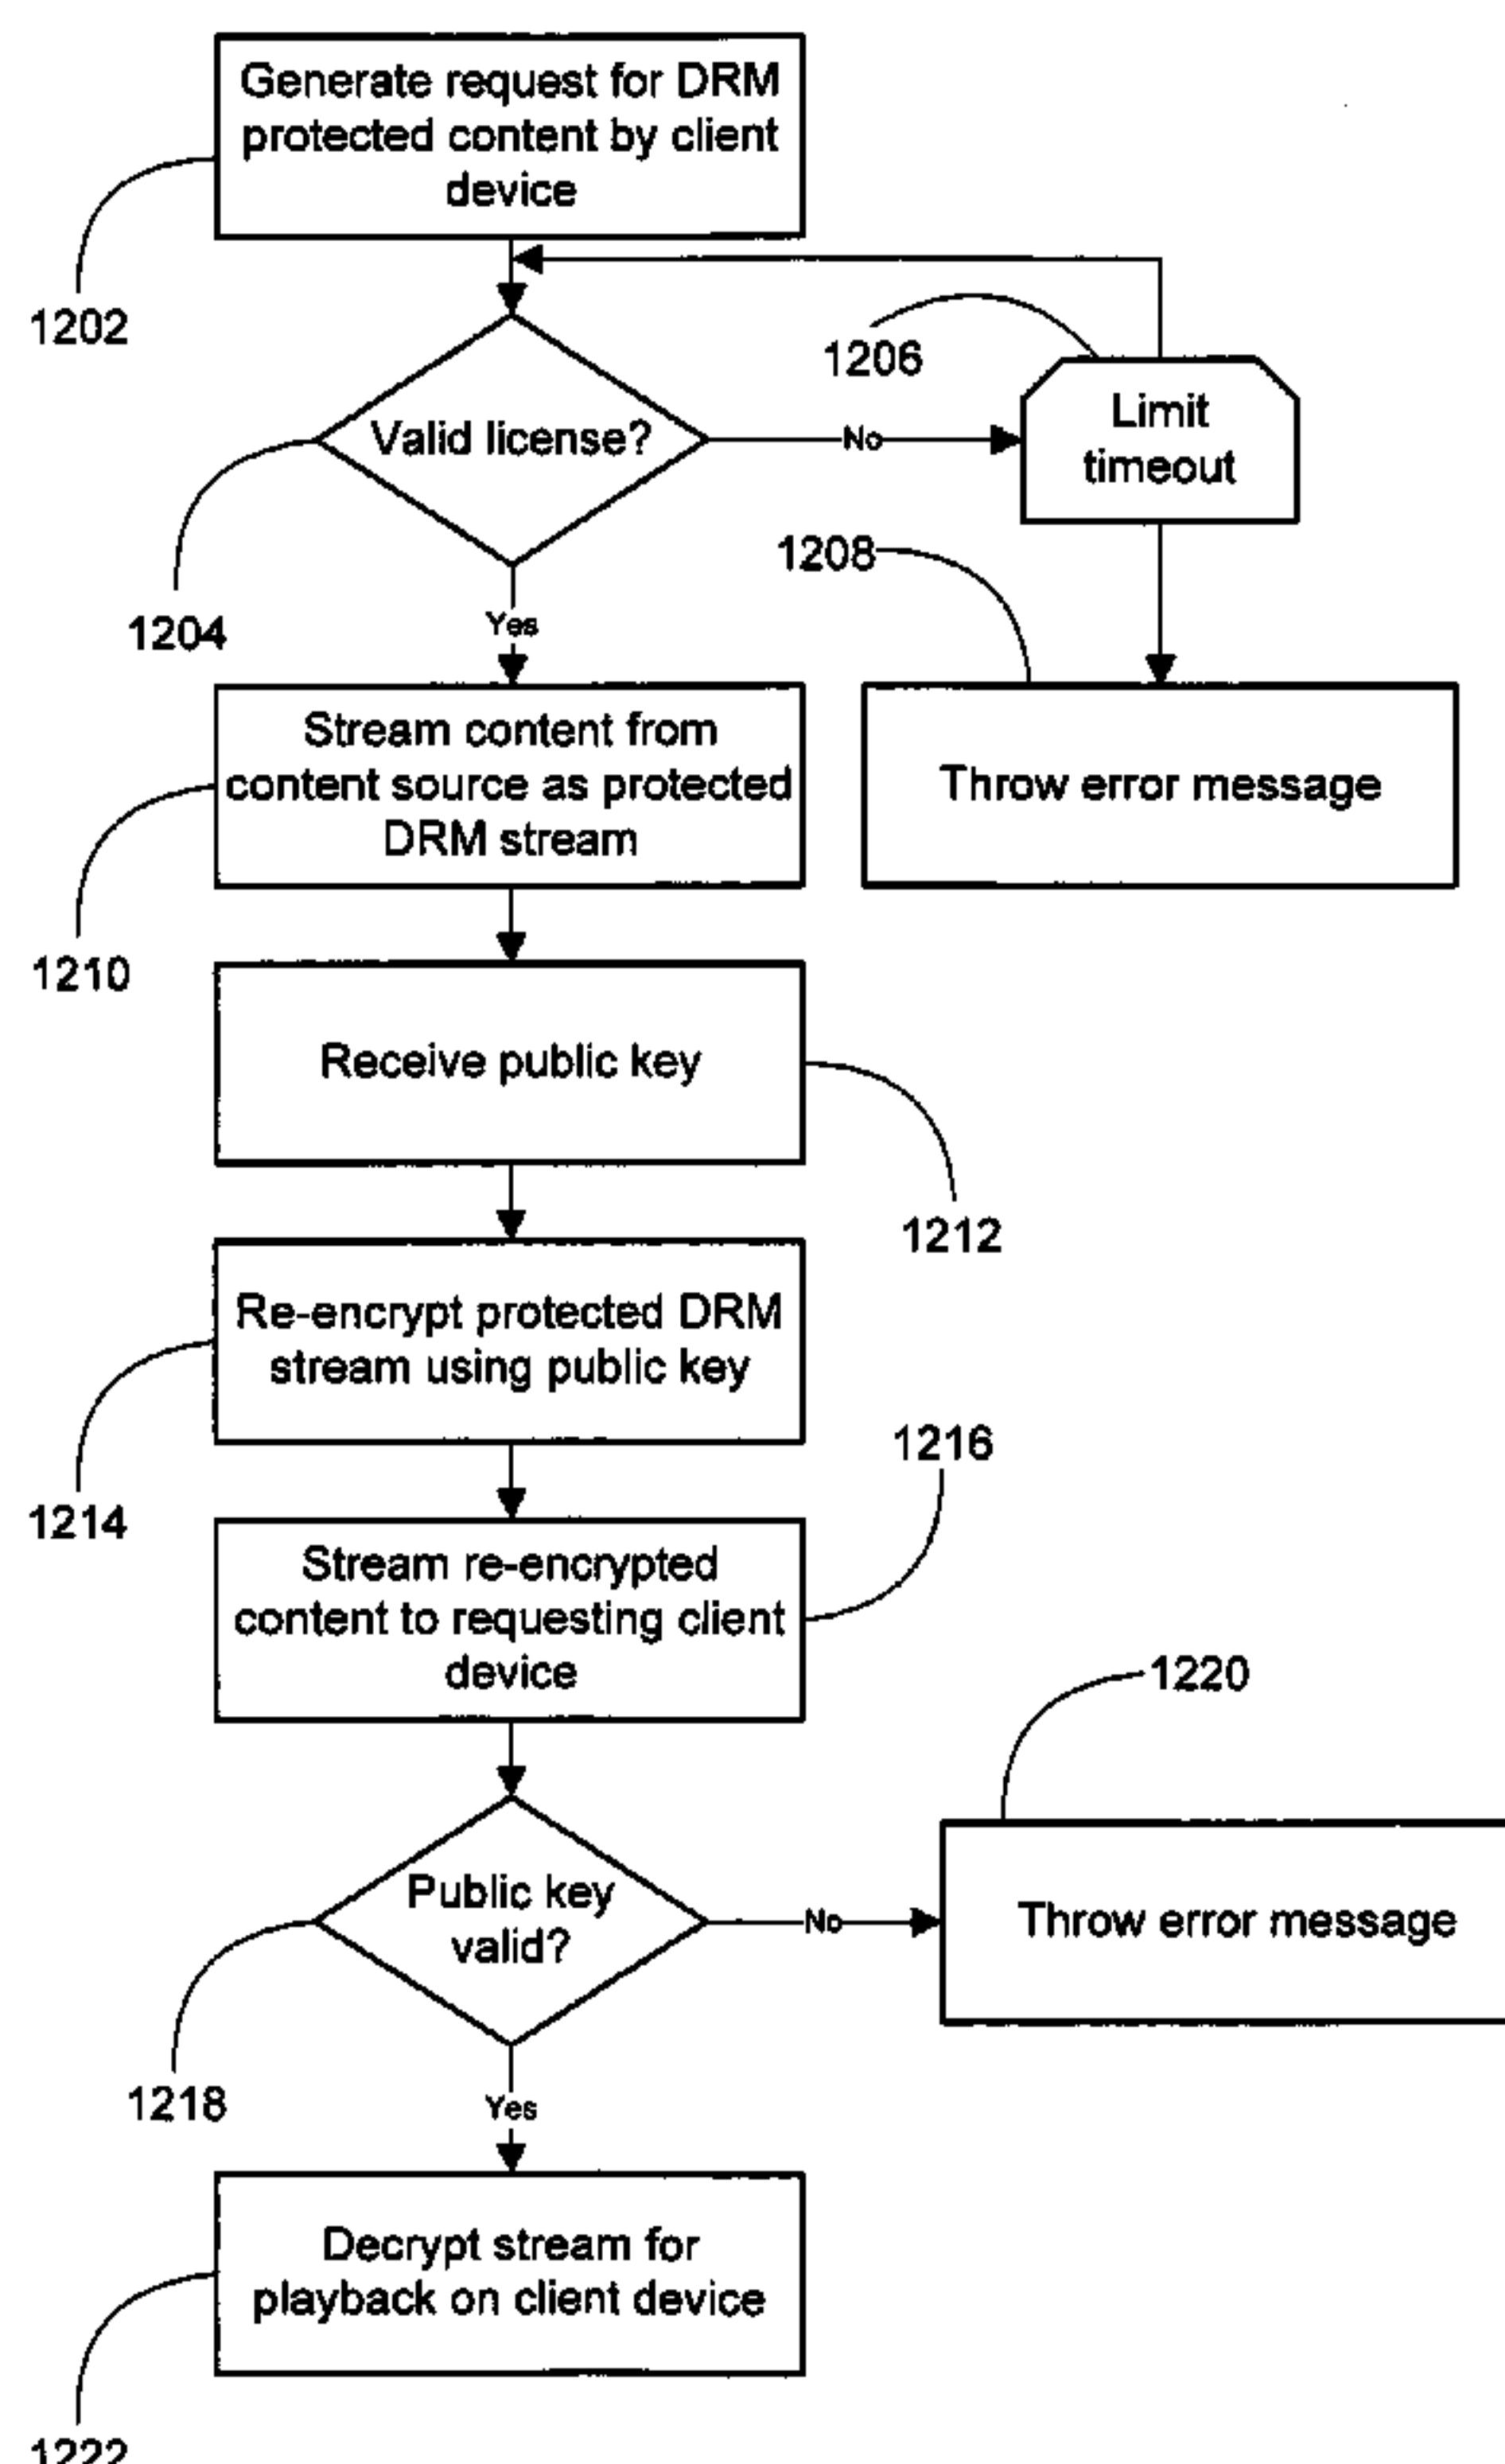 Generate request for DRM
protected content by client
device
1202
1206
Valid license?
No
Limit
timeout
1204
1208
Yes
Stream content from
content source as protected
DRM stream
Throw error message
1210
Receive public key
1212
Re-encrypt protected DRM
stream using public key
1214
1216
Stream re-encrypted
content to requesting client
device
1220
Public key
valid?
No
Throw error message
1218
Yes
Decrypt stream for
playback on client device
1222